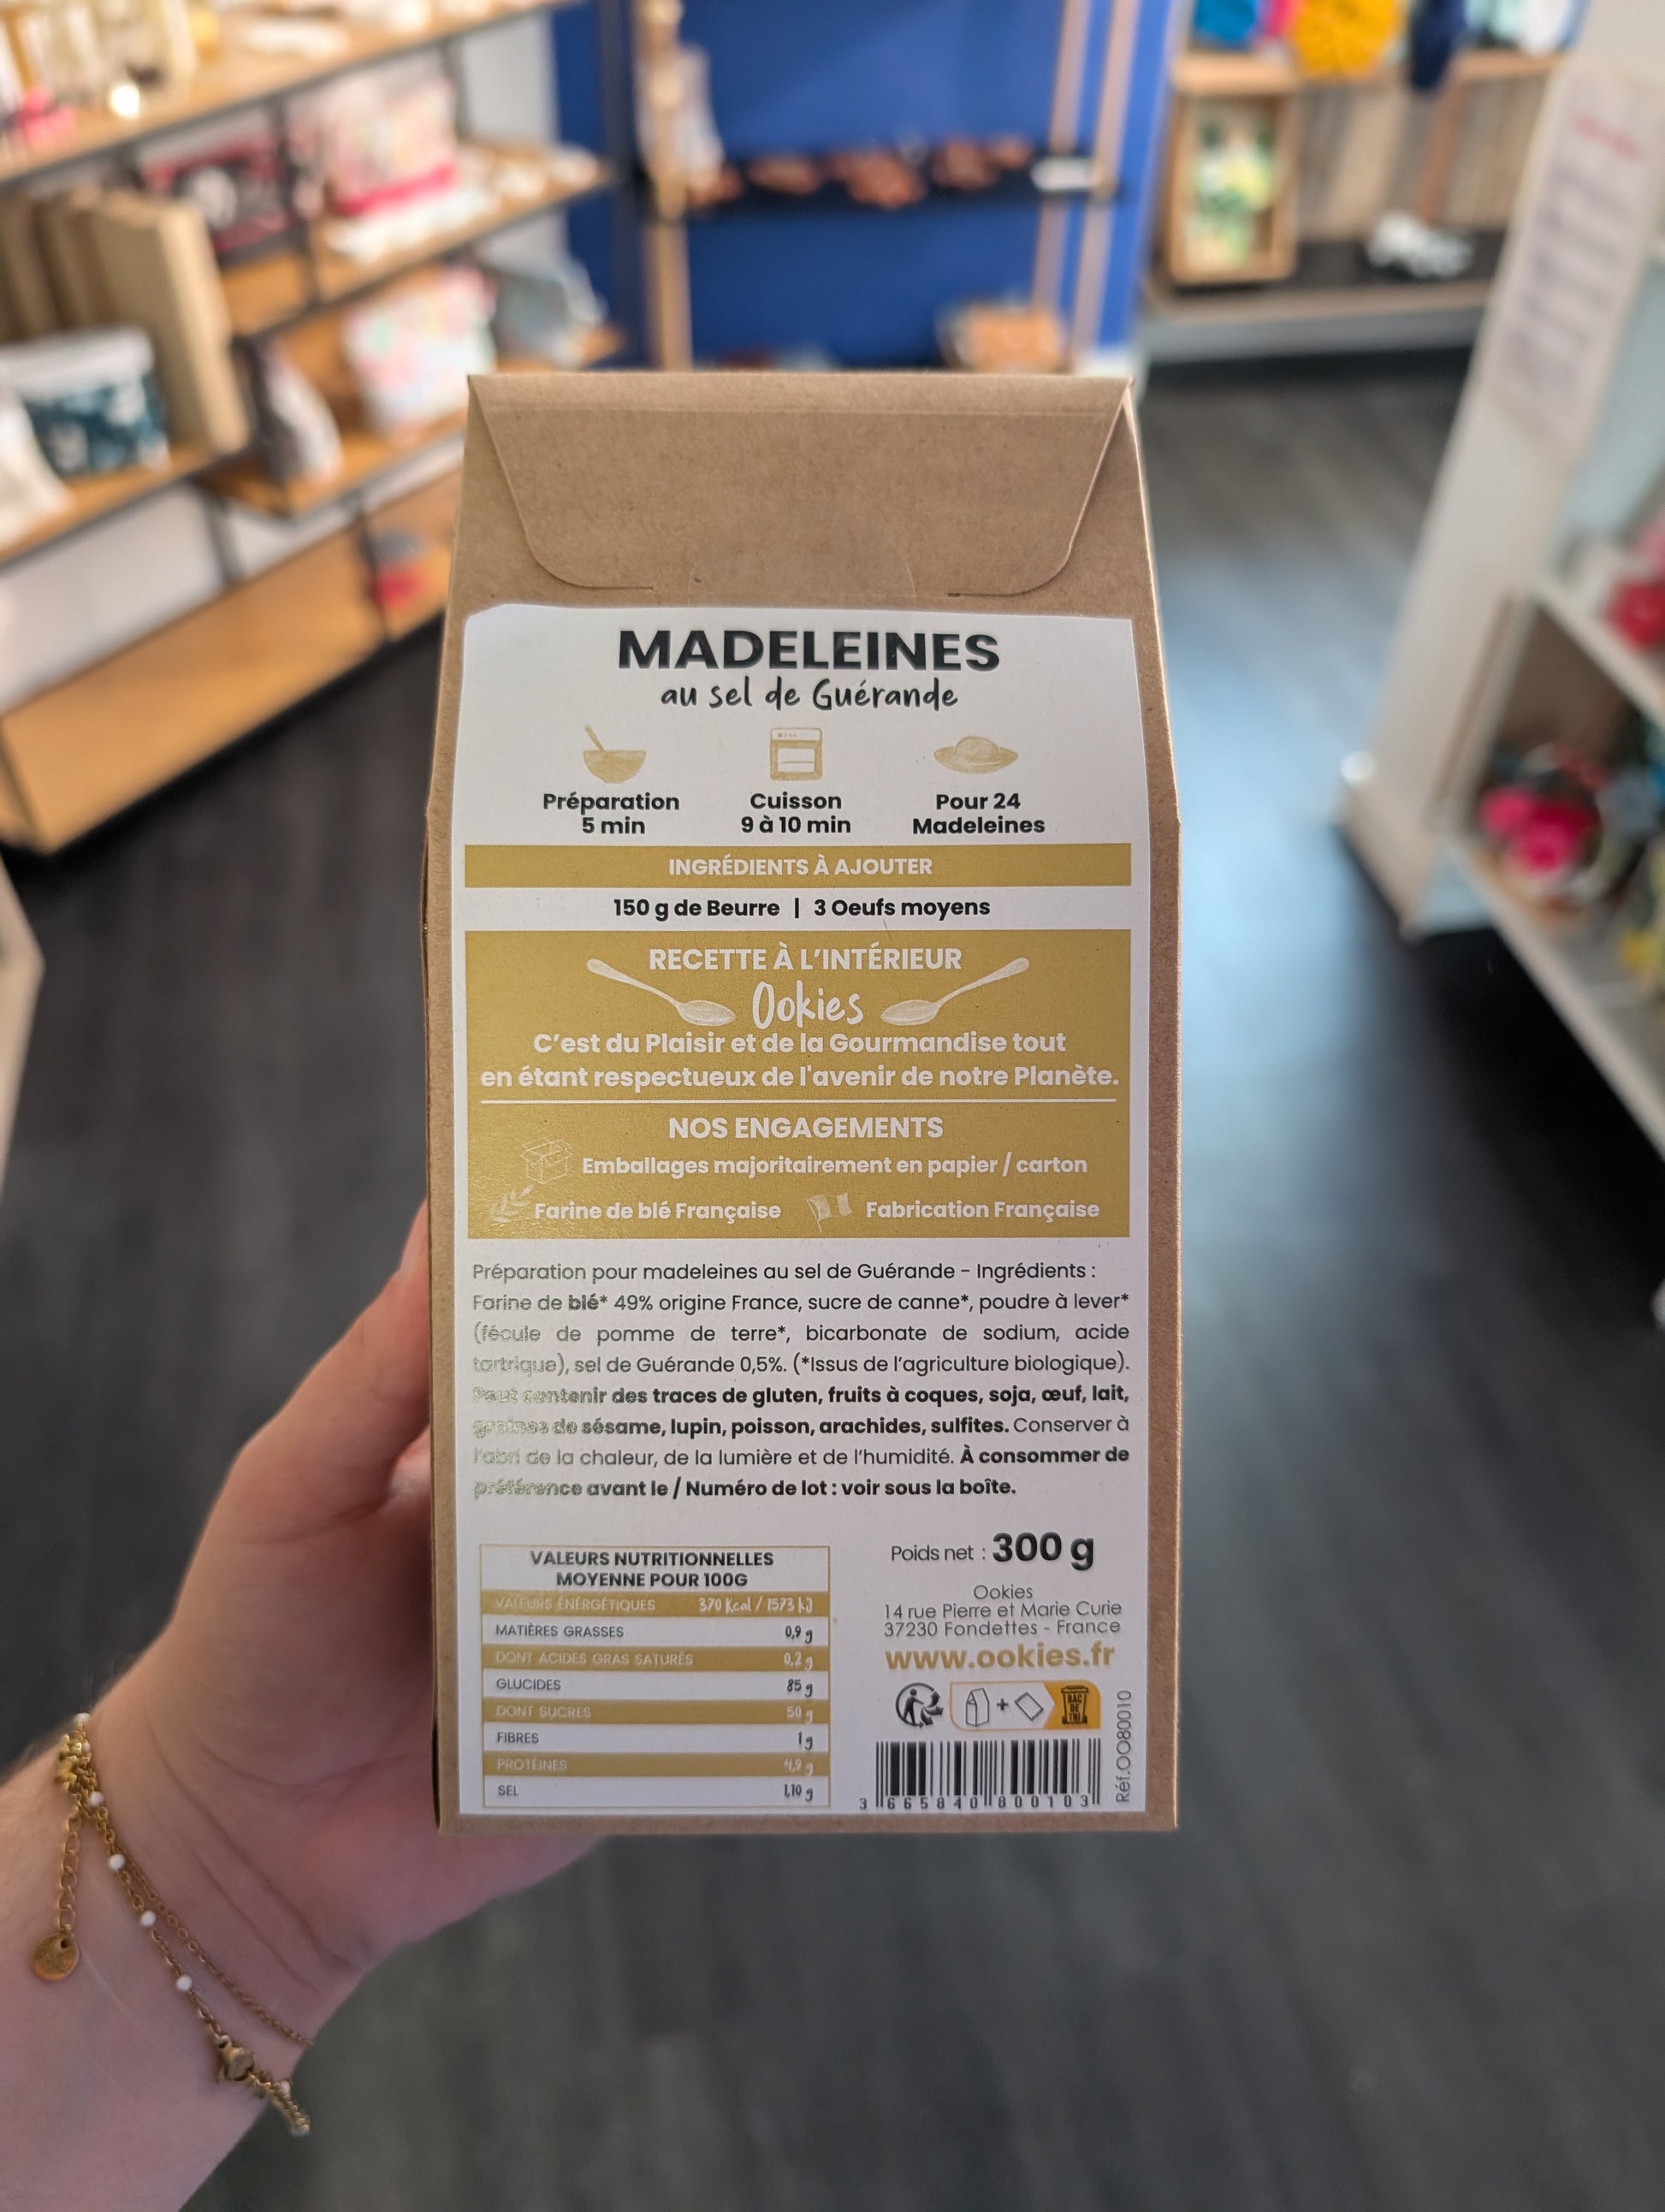 MADELEINES
au sel de Guérande
Préparation
5 min
Cuisson
9 à 10 min
Pour 24
Madeleines
INGRÉDIENTS À AJOUTER
150 g de Beurre | 3 Oeufs moyens
RECETTE À L'INTÉRIEUR
Ookies
C'est du Plaisir et de la Gourmandise tout
en étant respectueux de l'avenir de notre Planète.
NOS ENGAGEMENTS
Emballages majoritairement en papier / carton
Farine de blé Française
Fabrication Française
Préparation pour madeleines au sel de Guérande - Ingrédients :
Farine de blé* 49% origine France, sucre de canne*, poudre à lever*
(fécule de pomme de terre*, bicarbonate de sodium, acide
tartrique), sel de Guérande 0,5%. (*Issus de l'agriculture biologique).
Peut contenir des traces de gluten, fruits à coques, soja, œuf, lait,
graines de sésame, lupin, poisson, arachides, sulfites. Conserver à
l'abri de la chaleur, de la lumière et de l'humidité. À consommer de
préférence avant le / Numéro de lot : voir sous la boîte.
VALEURS NUTRITIONNELLES
MOYENNE POUR 100G
VALEURS ÉNERGÉTIQUES 370 Kcal / 1573 kJ
MATIÈRES GRASSES 0,9 g
DONT ACIDES GRAS SATURÉS 0,2 g
GLUCIDES 85 g
DONT SUCRES 50 g
FIBRES 1 g
PROTÉINES 4,9 g
SEL 1,10 g
Poids net : 300 g
Ookies
14 rue Pierre et Marie Curie
37230 Fondettes - France
www.ookies.fr
+
BAC
DE
TRI
3 665840 800103
Réf.OO80010